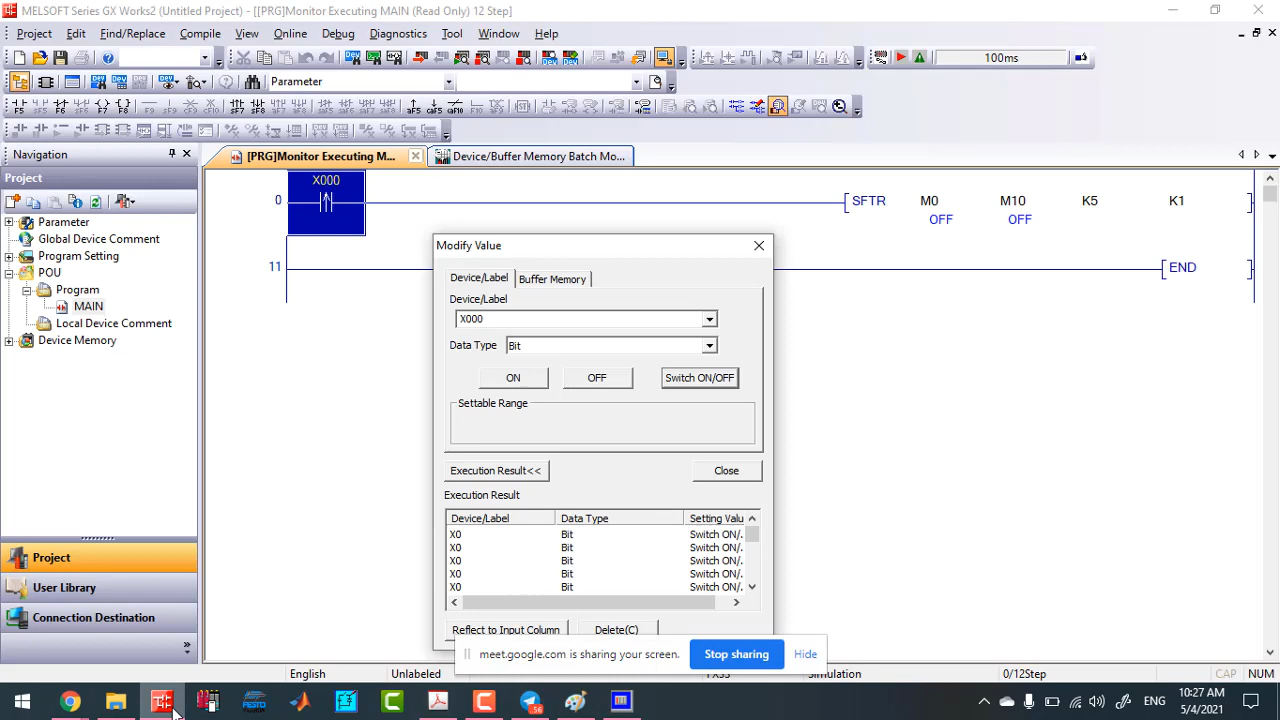 MELSOFT Series GX Works2 (Untitled Project) - [[PRG]Monitor Executing MAIN (Read Only) 12 Step]
Project Edit Find/Replace Compile View Online Debug Diagnostics Tool Window Help
100ms
Parameter
Navigation
[PRG]Monitor Executing M...
Device/Buffer Memory Batch Mo...
Project
Parameter
Global Device Comment
Program Setting
POU
Program
MAIN
Local Device Comment
Device Memory
Project
User Library
Connection Destination
X000
0 SFTR M0 M10 K5 K1
OFF OFF
11 END
Modify Value
Device/Label Buffer Memory
Device/Label
X000
Data Type Bit
ON OFF Switch ON/OFF
Settable Range
Execution Result<< Close
Execution Result
Device/Label Data Type Setting Valu
X0 Bit Switch ON/.
X0 Bit Switch ON/.
X0 Bit Switch ON/.
X0 Bit Switch ON/.
X0 Bit Switch ON/.
Reflect to Input Column Delete(C)
meet.google.com is sharing your screen. Stop sharing Hide
English Unlabeled 0/12Step CAP NUM
FESTO
56
ENG
10:27 AM
5/4/2021